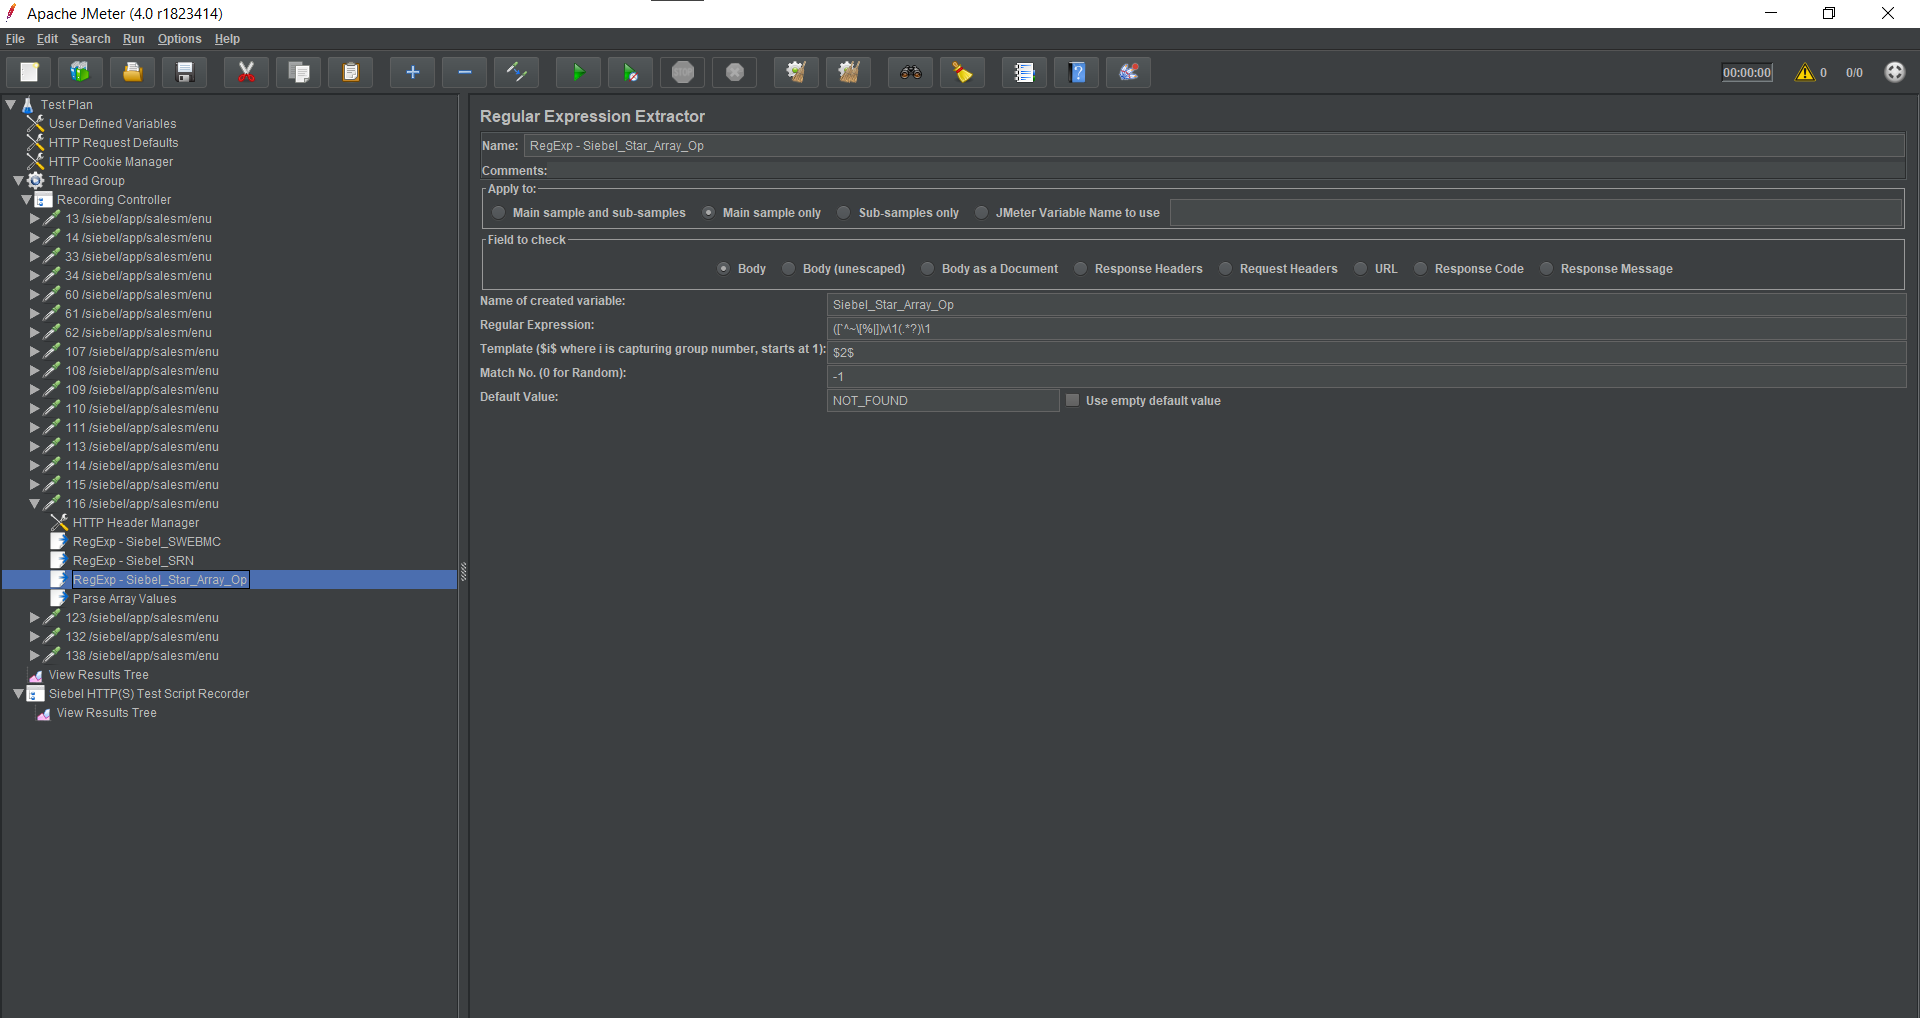 Apache JMeter (4.0 r1823414)
File Edit Search Run Options Help
STOP
00:00:00 0 0/0
Test Plan
User Defined Variables
HTTP Request Defaults
HTTP Cookie Manager
Thread Group
Recording Controller
13 /siebel/app/salesm/enu
14 /siebel/app/salesm/enu
33 /siebel/app/salesm/enu
34 /siebel/app/salesm/enu
60 /siebel/app/salesm/enu
61 /siebel/app/salesm/enu
62 /siebel/app/salesm/enu
107 /siebel/app/salesm/enu
108 /siebel/app/salesm/enu
109 /siebel/app/salesm/enu
110 /siebel/app/salesm/enu
111 /siebel/app/salesm/enu
113 /siebel/app/salesm/enu
114 /siebel/app/salesm/enu
115 /siebel/app/salesm/enu
116 /siebel/app/salesm/enu
HTTP Header Manager
RegExp - Siebel_SWEBMC
RegExp - Siebel_SRN
RegExp - Siebel_Star_Array_Op
Parse Array Values
123 /siebel/app/salesm/enu
132 /siebel/app/salesm/enu
138 /siebel/app/salesm/enu
View Results Tree
Siebel HTTP(S) Test Script Recorder
View Results Tree
Regular Expression Extractor
Name: RegExp - Siebel_Star_Array_Op
Comments:
Apply to:
Main sample and sub-samples Main sample only Sub-samples only JMeter Variable Name to use
Field to check
Body Body (unescaped) Body as a Document Response Headers Request Headers URL Response Code Response Message
Name of created variable: Siebel_Star_Array_Op
Regular Expression:
Template ($i$ where i is capturing group number, starts at 1): $2$
Match No. (0 for Random): -1
Default Value: NOT_FOUND Use empty default value